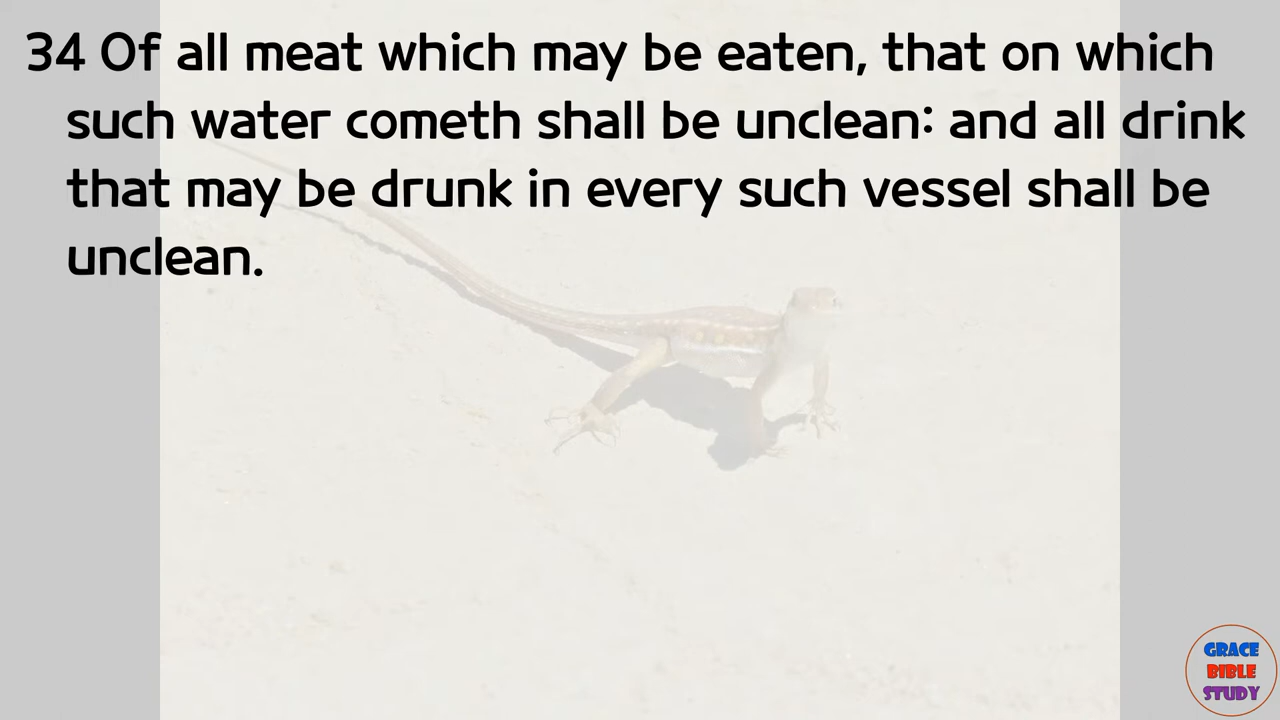 34 Of all meat which may be eaten, that on which
such water cometh shall be unclean: and all drink
that may be drunk in every such vessel shall be
unclean.
GRACE
BIBLE
STUDY